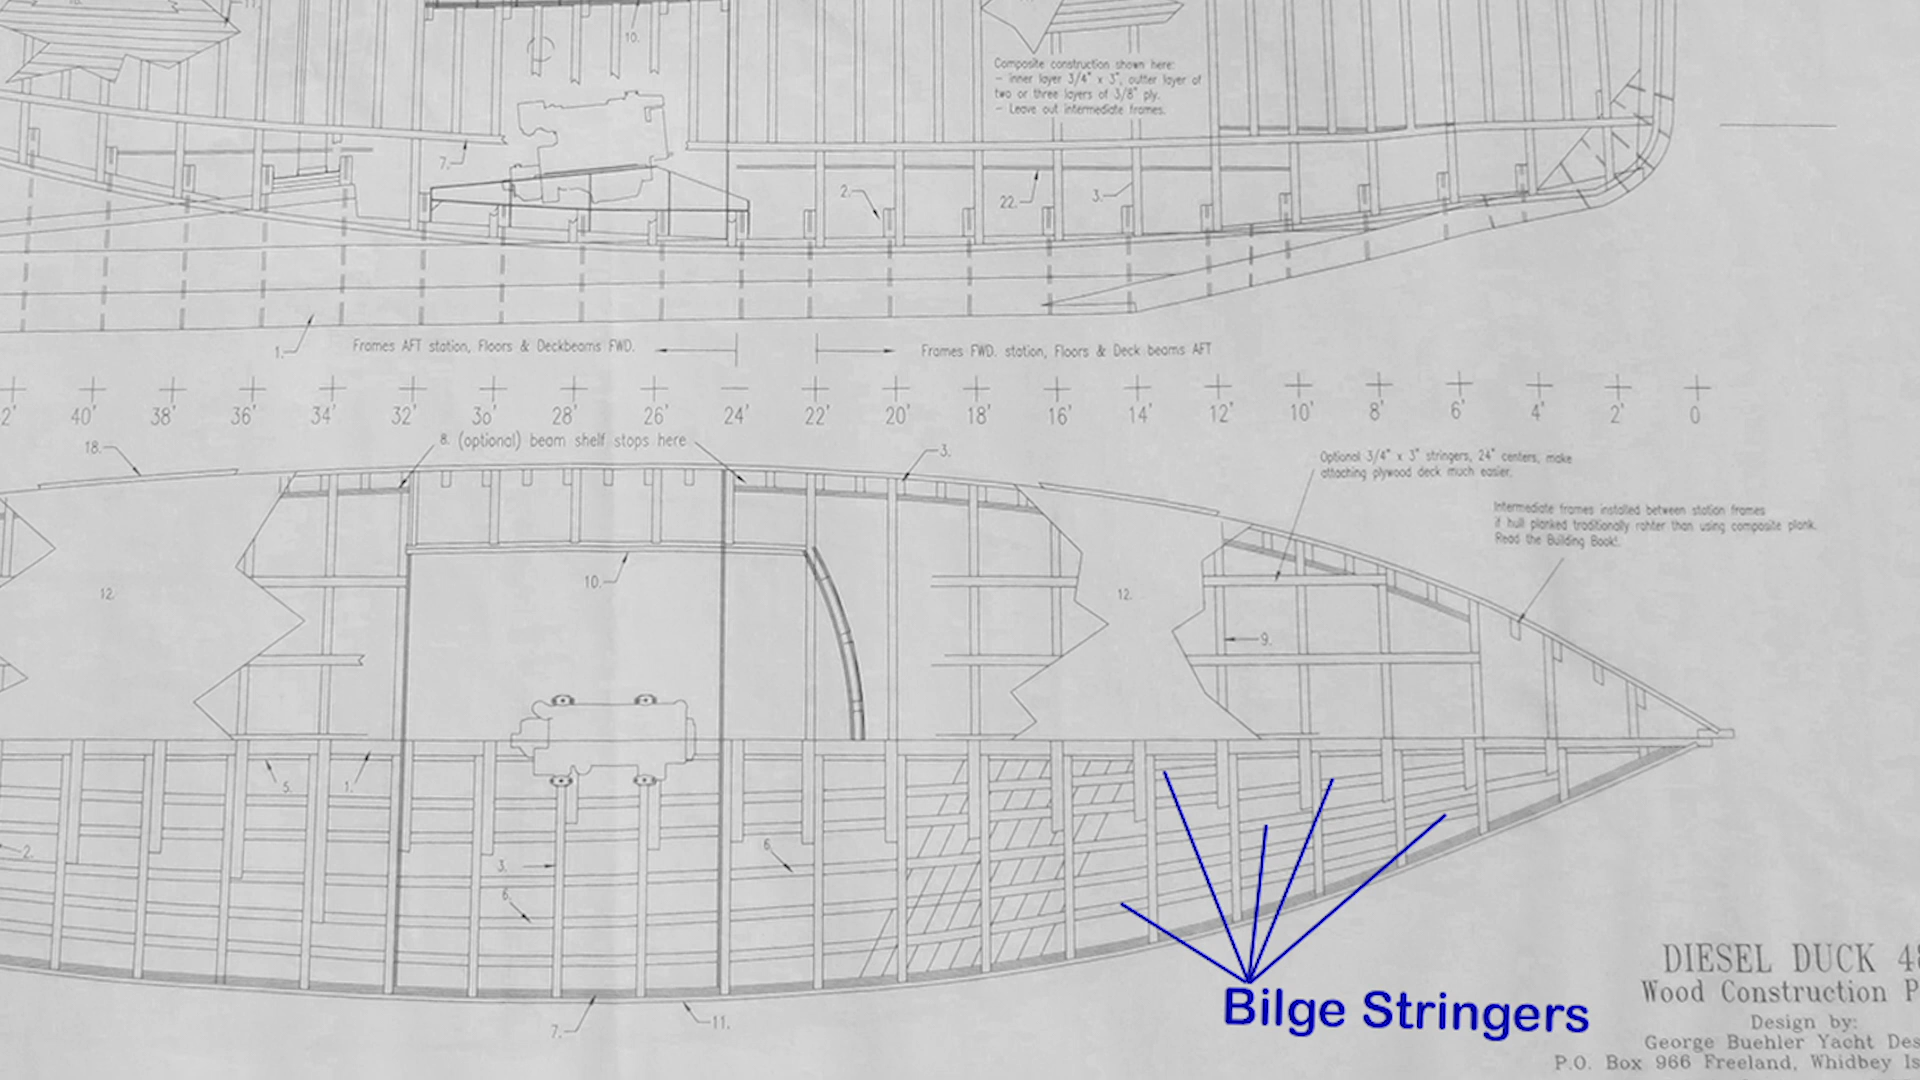 10.
Composite construction shown here:
- inner layer 3/4" x 3", outter layer of
two or three layers of 3/8" ply.
- Leave out intermediate frames.
7.
2.
22.
3.
1.
Frames AFT station, Floors & Deckbeams FWD.
Frames FWD. station, Floors & Deck beams AFT
2' 40' 38' 36' 34' 32' 30' 28' 26' 24' 22' 20' 18' 16' 14' 12' 10' 8' 6' 4' 2' 0
18.
8. (optional) beam shelf stops here
3.
Optional 3/4" x 3" stringers, 24" centers, make
attaching plywood deck much easier.
Intermediate frames installed between station frames
if hull planked traditionally rahter than using composite plank.
Read the Building Book!
12.
10.
12.
9.
5.
1.
2.
3.
6.
6.
7.
11.
Bilge Stringers
DIESEL DUCK 48
Wood Construction P
Design by:
George Buehler Yacht Des
P.O. Box 966 Freeland, Whidbey Is